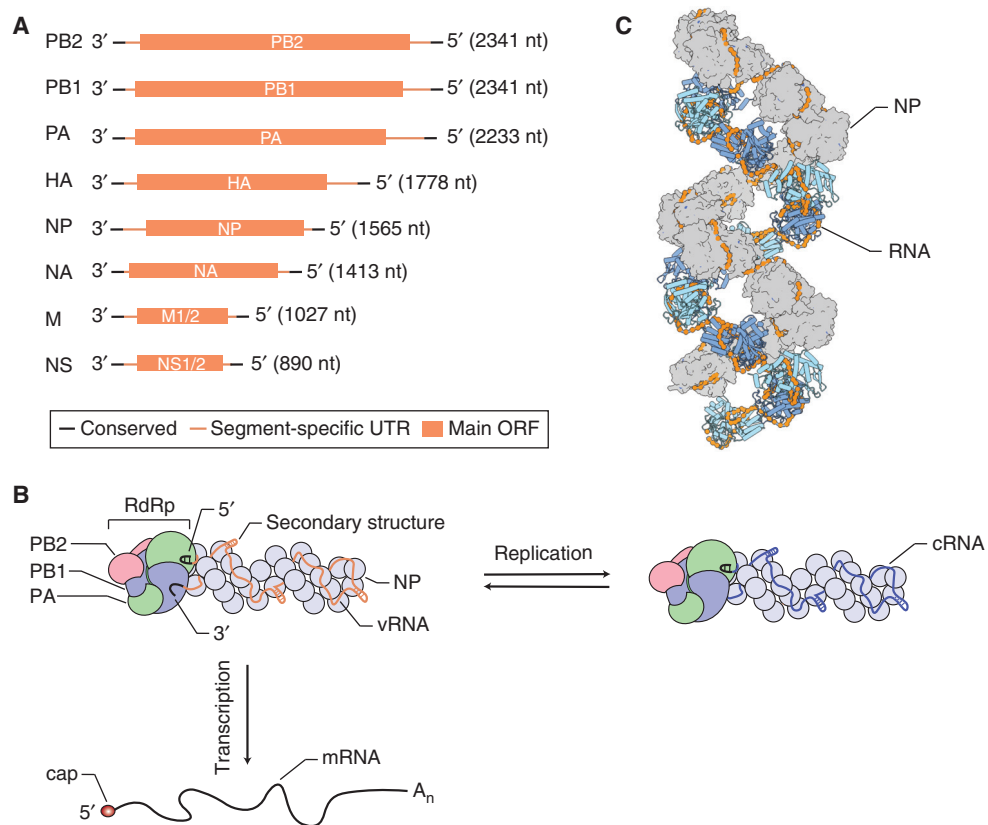 A
PB2 3′ PB2 5′ (2341 nt)
PB1 3′ PB1 5′ (2341 nt)
PA 3′ PA 5′ (2233 nt)
HA 3′ HA 5′ (1778 nt)
NP 3′ NP 5′ (1565 nt)
NA 3′ NA 5′ (1413 nt)
M 3′ M1/2 5′ (1027 nt)
NS 3′ NS1/2 5′ (890 nt)
Conserved Segment-specific UTR Main ORF
C
NP
RNA
B
RdRp
5′
Secondary structure
PB2
PB1
PA
NP
vRNA
3′
Replication
cRNA
Transcription
cap
5′
mRNA
An